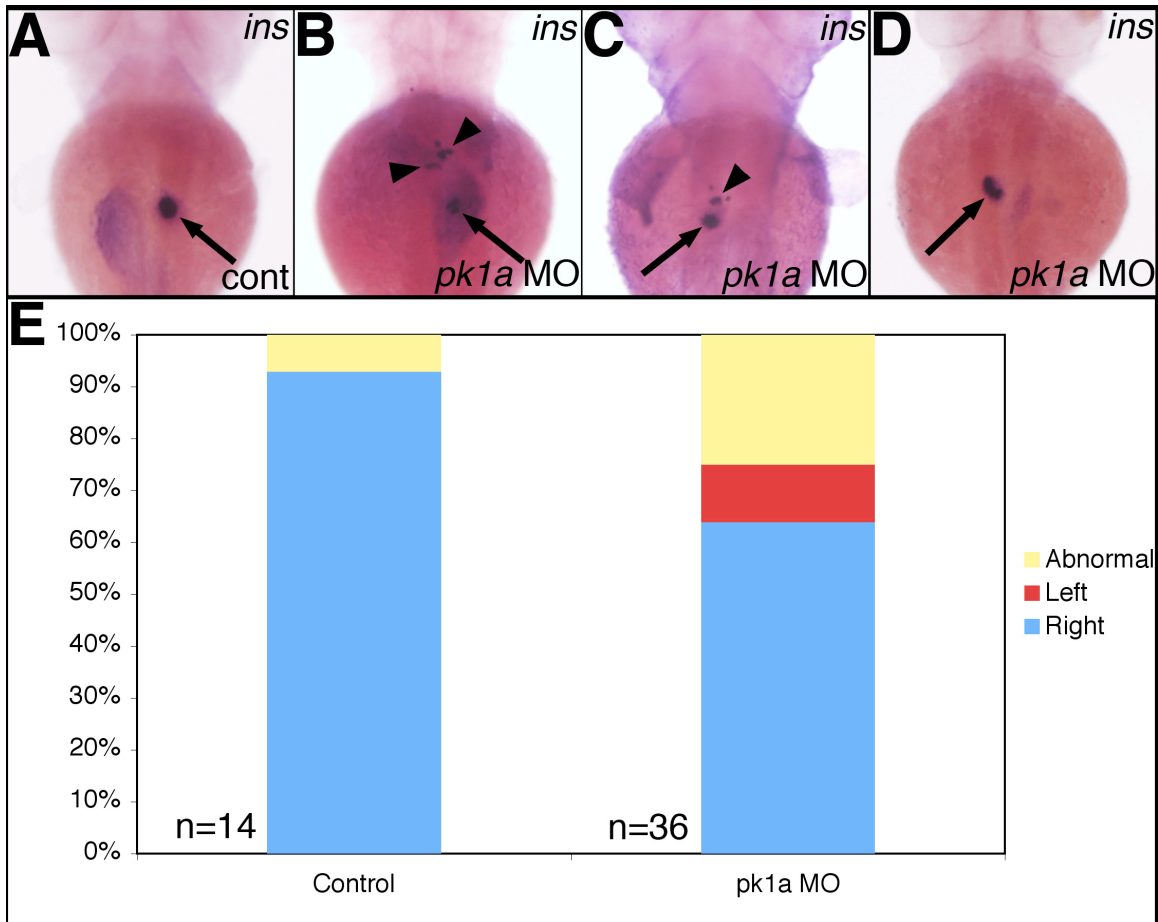 A ins
B ins
C ins
D ins
cont
pk1a MO
pk1a MO
pk1a MO
E
100%
90%
80%
70%
60%
50%
40%
30%
20%
10%
0%
n=14
n=36
Control
pk1a MO
Abnormal
Left
Right